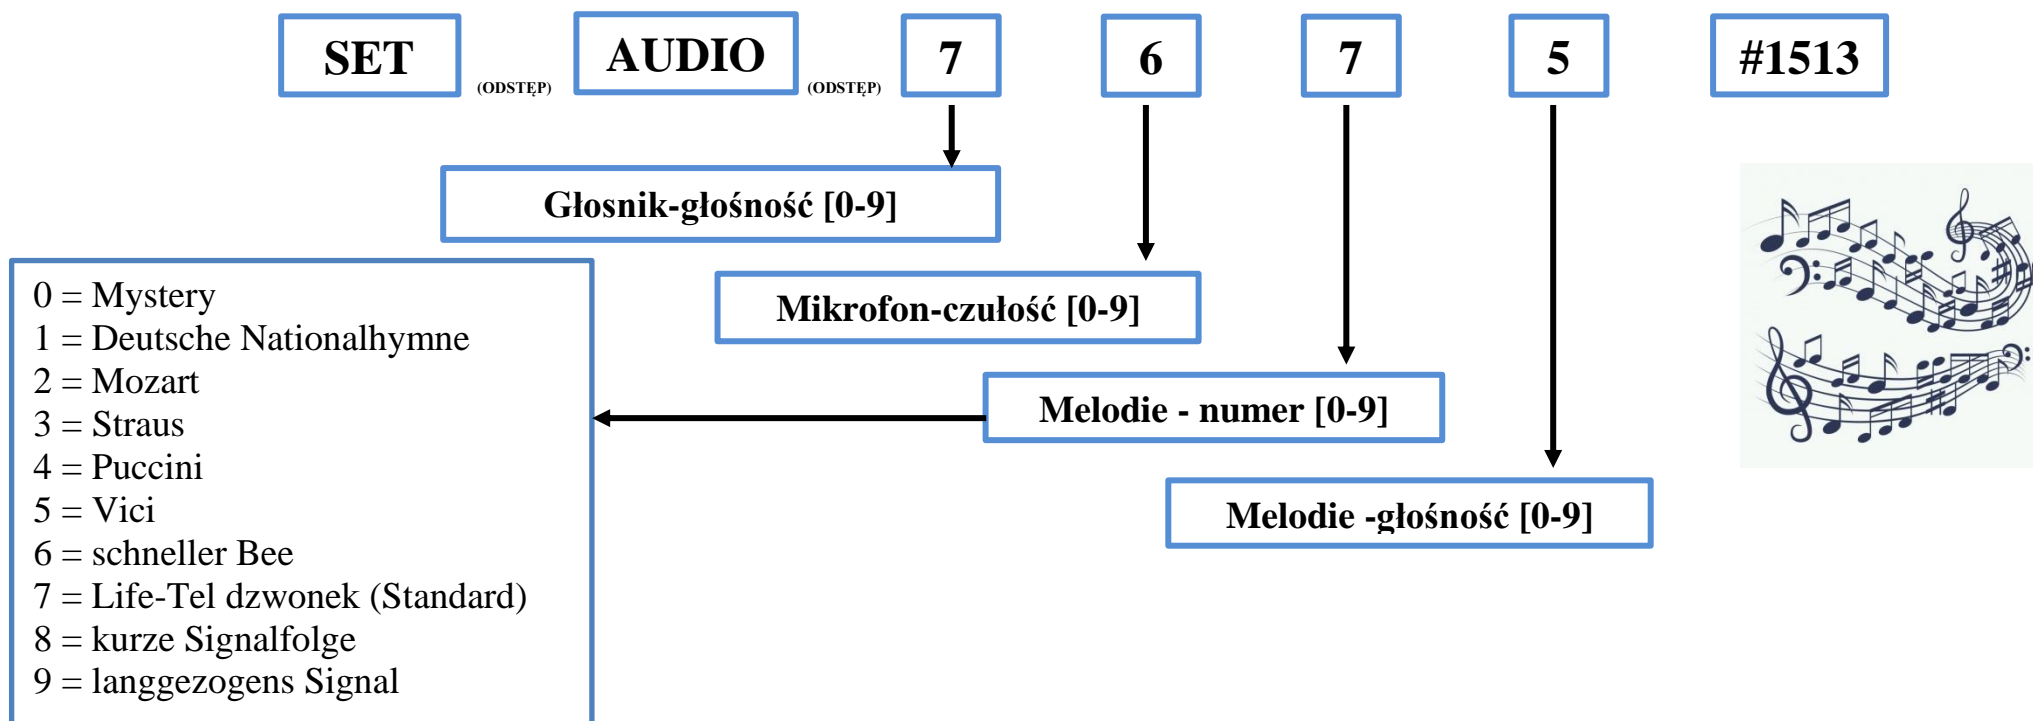 SET (ODSTĘP) AUDIO (ODSTĘP) 7 6 7 5 #1513
Głosnik-głośność [0-9]
Mikrofon-czułość [0-9]
Melodie - numer [0-9]
Melodie -głośność [0-9]
0 = Mystery
1 = Deutsche Nationalhymne
2 = Mozart
3 = Straus
4 = Puccini
5 = Vici
6 = schneller Bee
7 = Life-Tel dzwonek (Standard)
8 = kurze Signalfolge
9 = langgezogens Signal